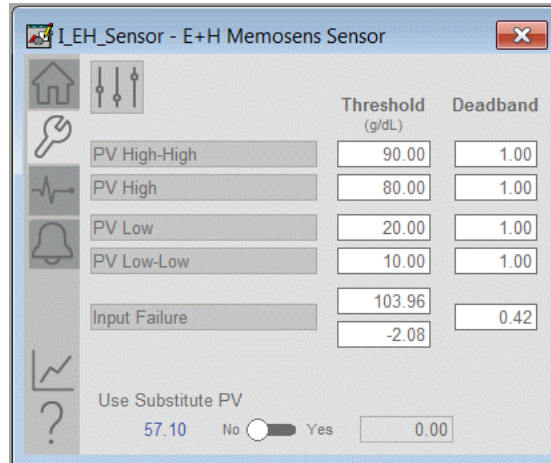 I_EH_Sensor - E+H Memosens Sensor
Threshold Deadband
(g/dL)
PV High-High 90.00 1.00
PV High 80.00 1.00
PV Low 20.00 1.00
PV Low-Low 10.00 1.00
103.96
Input Failure 0.42
-2.08
Use Substitute PV
57.10 No Yes 0.00
?